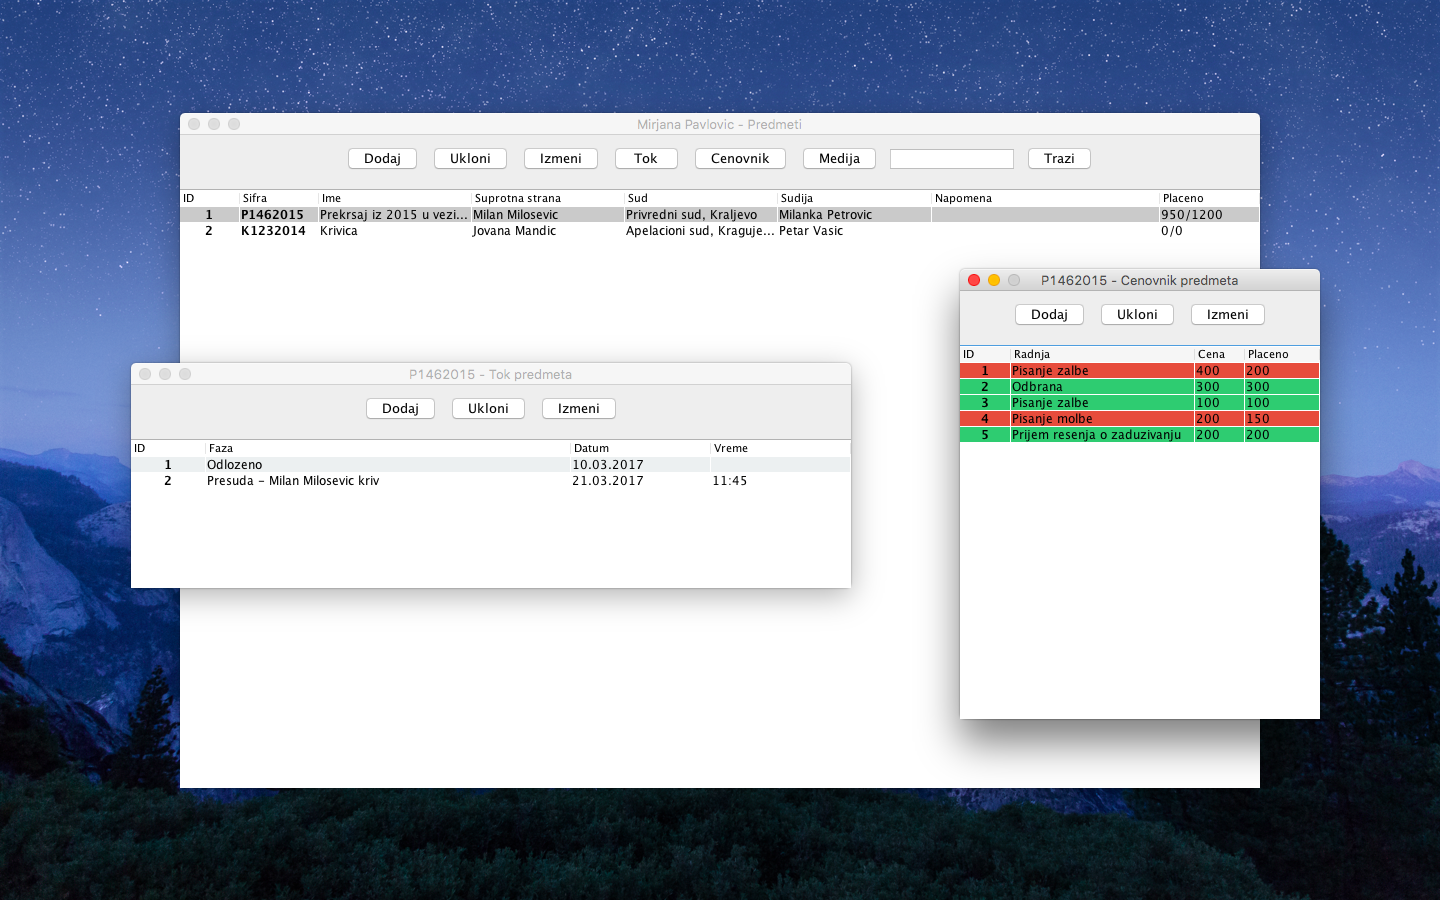 Mirjana Pavlovic - Predmeti
Dodaj Ukloni Izmeni Tok Cenovnik Medija Trazi
ID Sifra Ime Suprotna strana Sud Sudija Napomena Placeno
1 P1462015 Prekrsaj iz 2015 u vezi... Milan Milosevic Privredni sud, Kraljevo Milanka Petrovic 950/1200
2 K1232014 Krivica Jovana Mandic Apelacioni sud, Kraguje... Petar Vasic 0/0
P1462015 - Cenovnik predmeta
Dodaj Ukloni Izmeni
ID Radnja Cena Placeno
1 Pisanje zalbe 400 200
2 Odbrana 300 300
3 Pisanje zalbe 100 100
4 Pisanje molbe 200 150
5 Prijem resenja o zaduzivanju 200 200
P1462015 - Tok predmeta
Dodaj Ukloni Izmeni
ID Faza Datum Vreme
1 Odlozeno 10.03.2017
2 Presuda - Milan Milosevic kriv 21.03.2017 11:45